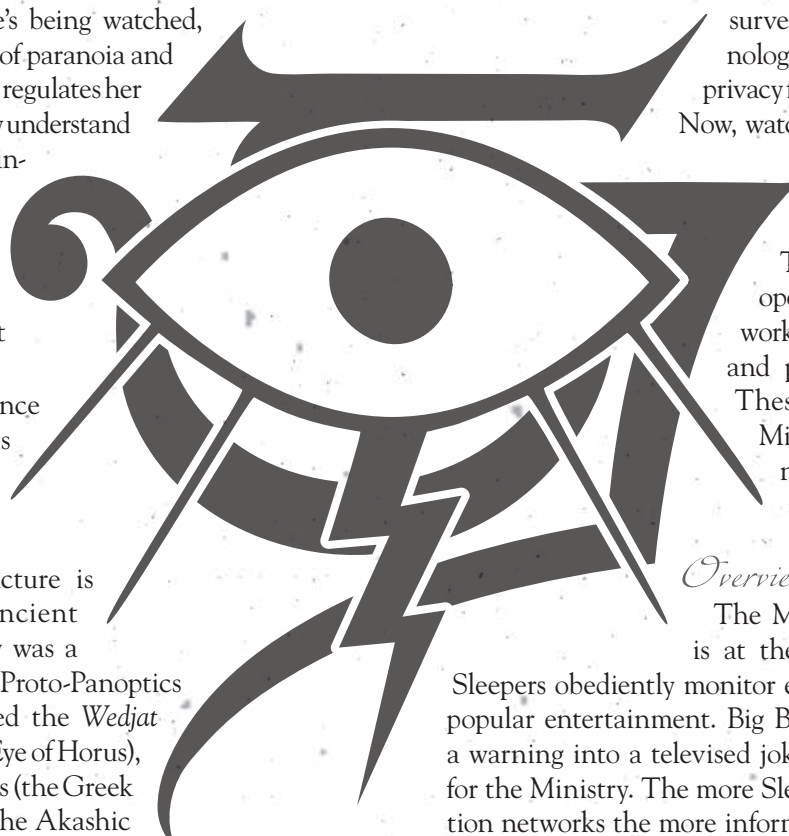 e's being watched,
of paranoia and
regulates her
understand
in-
t
nce
s
cture is
ncient
was a
Proto-Panoptics
ed the Wedjat
Eye of Horus),
s (the Greek
he Akashic
surve
nolog
privacy f
Now, watc
T
ope
work
and p
Thes
Mi
Overvie
The M
is at the
Sleepers obediently monitor e
popular entertainment. Big B
a warning into a televised jok
for the Ministry. The more Sle
tion networks the more inform